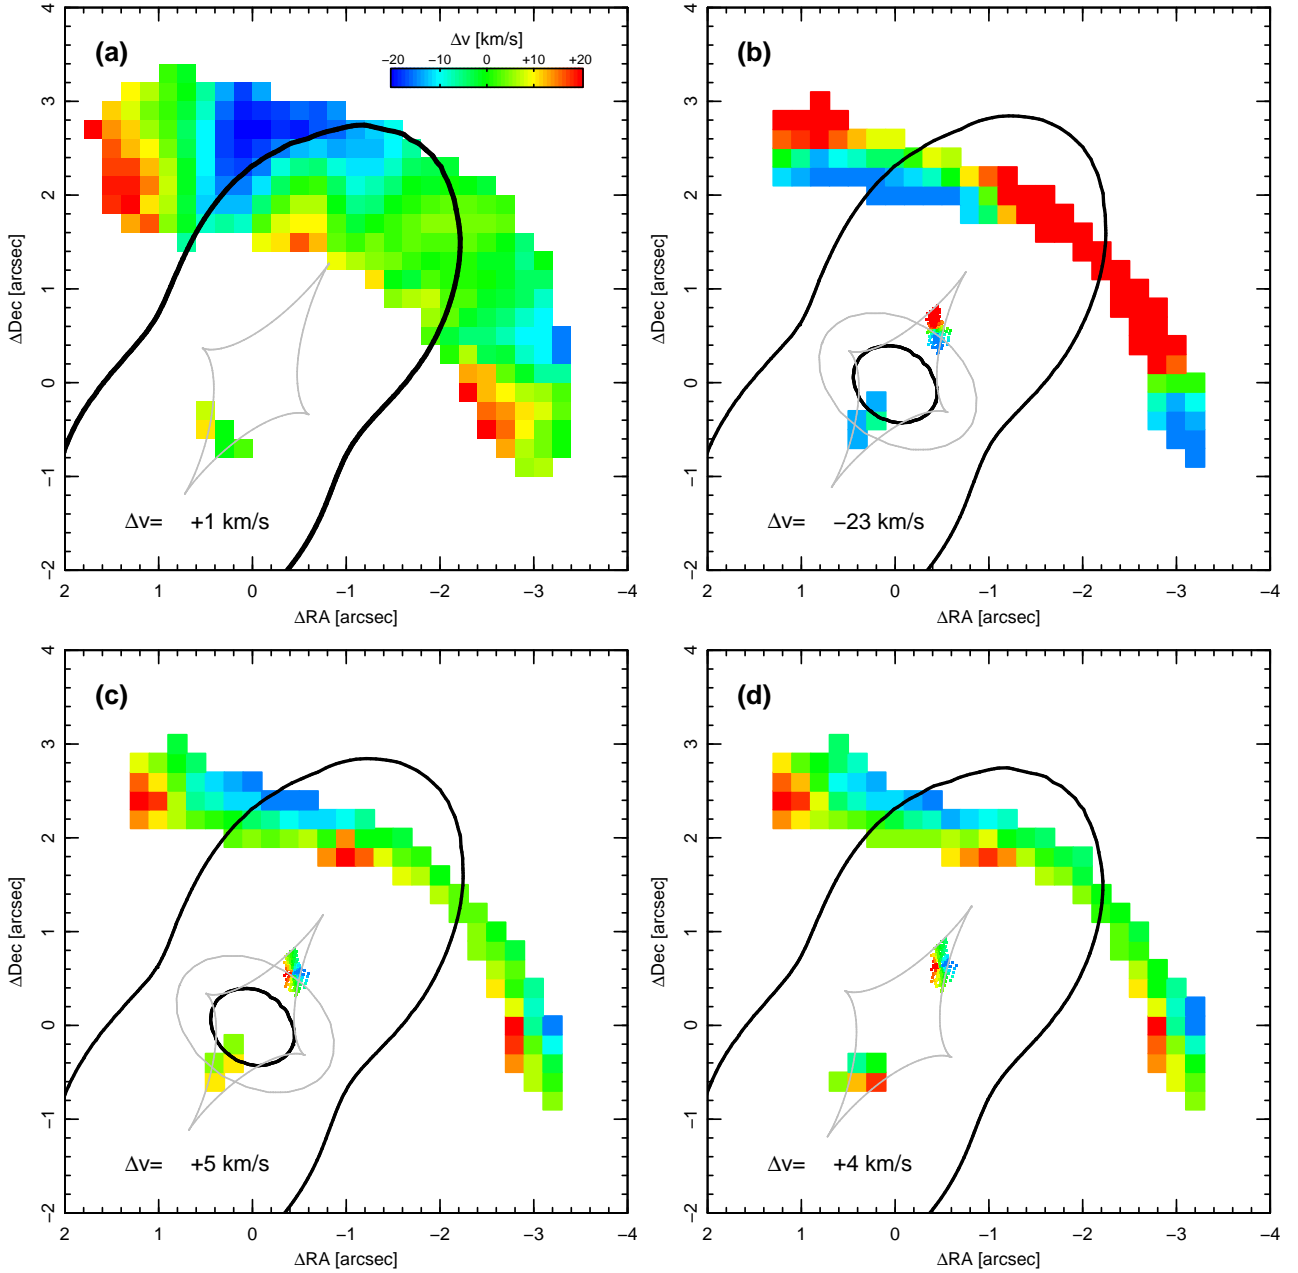 (a)
Δv [km/s]
−20 −10 0 +10 +20
4
3
2
1
0
−1
−2
ΔDec [arcsec]
Δv= +1 km/s
2 1 0 −1 −2 −3 −4
ΔRA [arcsec]
(b)
4
3
2
1
0
−1
−2
ΔDec [arcsec]
Δv= −23 km/s
2 1 0 −1 −2 −3 −4
ΔRA [arcsec]
(c)
4
3
2
1
0
−1
−2
ΔDec [arcsec]
Δv= +5 km/s
2 1 0 −1 −2 −3 −4
ΔRA [arcsec]
(d)
4
3
2
1
0
−1
−2
ΔDec [arcsec]
Δv= +4 km/s
2 1 0 −1 −2 −3 −4
ΔRA [arcsec]